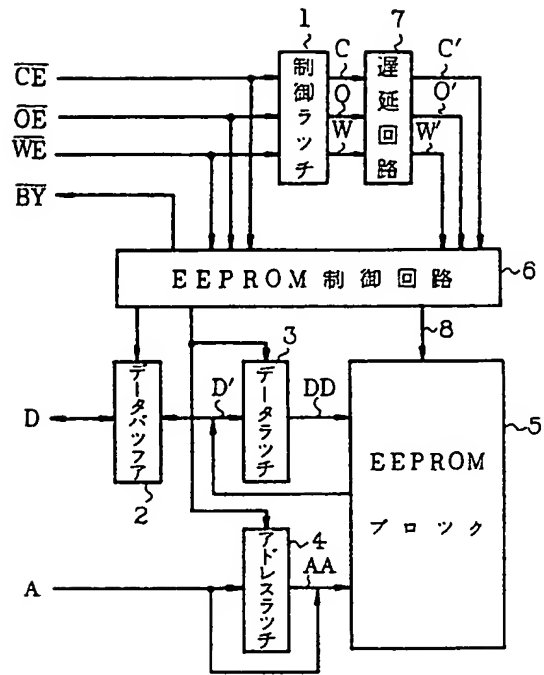 1
7
C
C′
CE
制御ラッチ
遅延回路
O
O′
OE
W
W′
WE
BY
EEPROM制御回路
6
8
3
データバッファ
D′
データラッチ
DD
D
EEPROM
ブロック
5
2
4
アドレスラッチ
AA
A